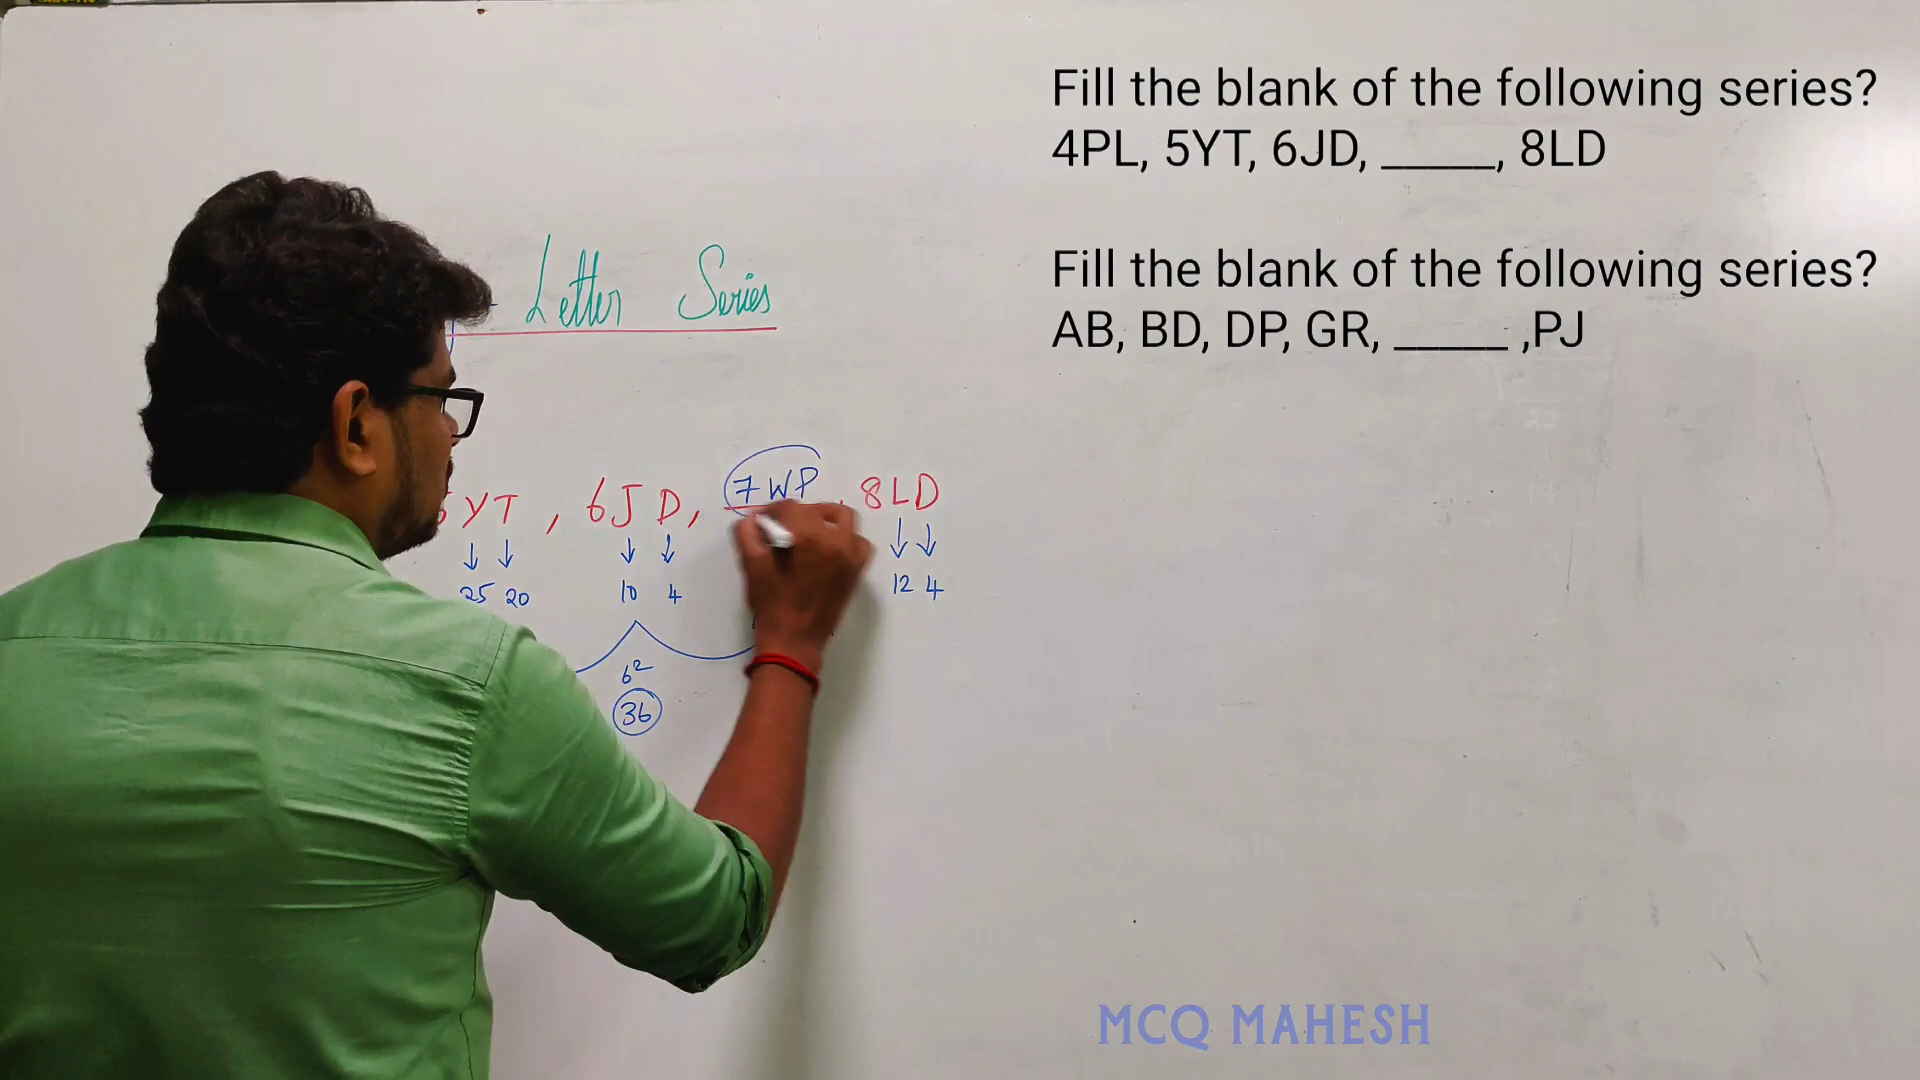 Fill the blank of the following series?
4PL, 5YT, 6JD, _____, 8LD
Fill the blank of the following series?
AB, BD, DP, GR, _____ ,PJ
Letter Series
YT , 6JD, 7WP , 8LD
25 20 10 4 12 4
6²
36
MCQ MAHESH